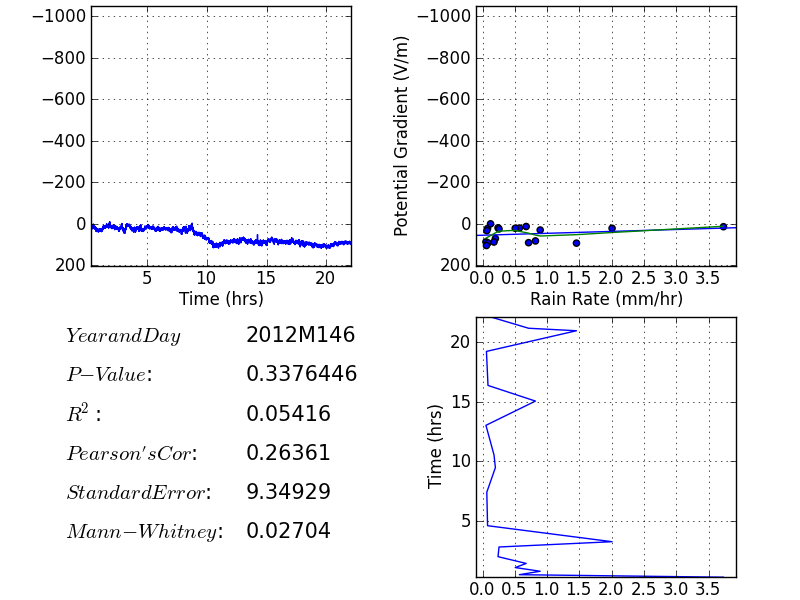 −1000
−800
−600
−400
−200
0
200
5 10 15 20
Time (hrs)
Potential Gradient (V/m)
−1000
−800
−600
−400
−200
0
200
0.0 0.5 1.0 1.5 2.0 2.5 3.0 3.5
Rain Rate (mm/hr)
YearandDay 2012M146
P−Value: 0.3376446
R²: 0.05416
Pearson'sCor: 0.26361
StandardError: 9.34929
Mann−Whitney: 0.02704
Time (hrs)
20
15
10
5
0.0 0.5 1.0 1.5 2.0 2.5 3.0 3.5